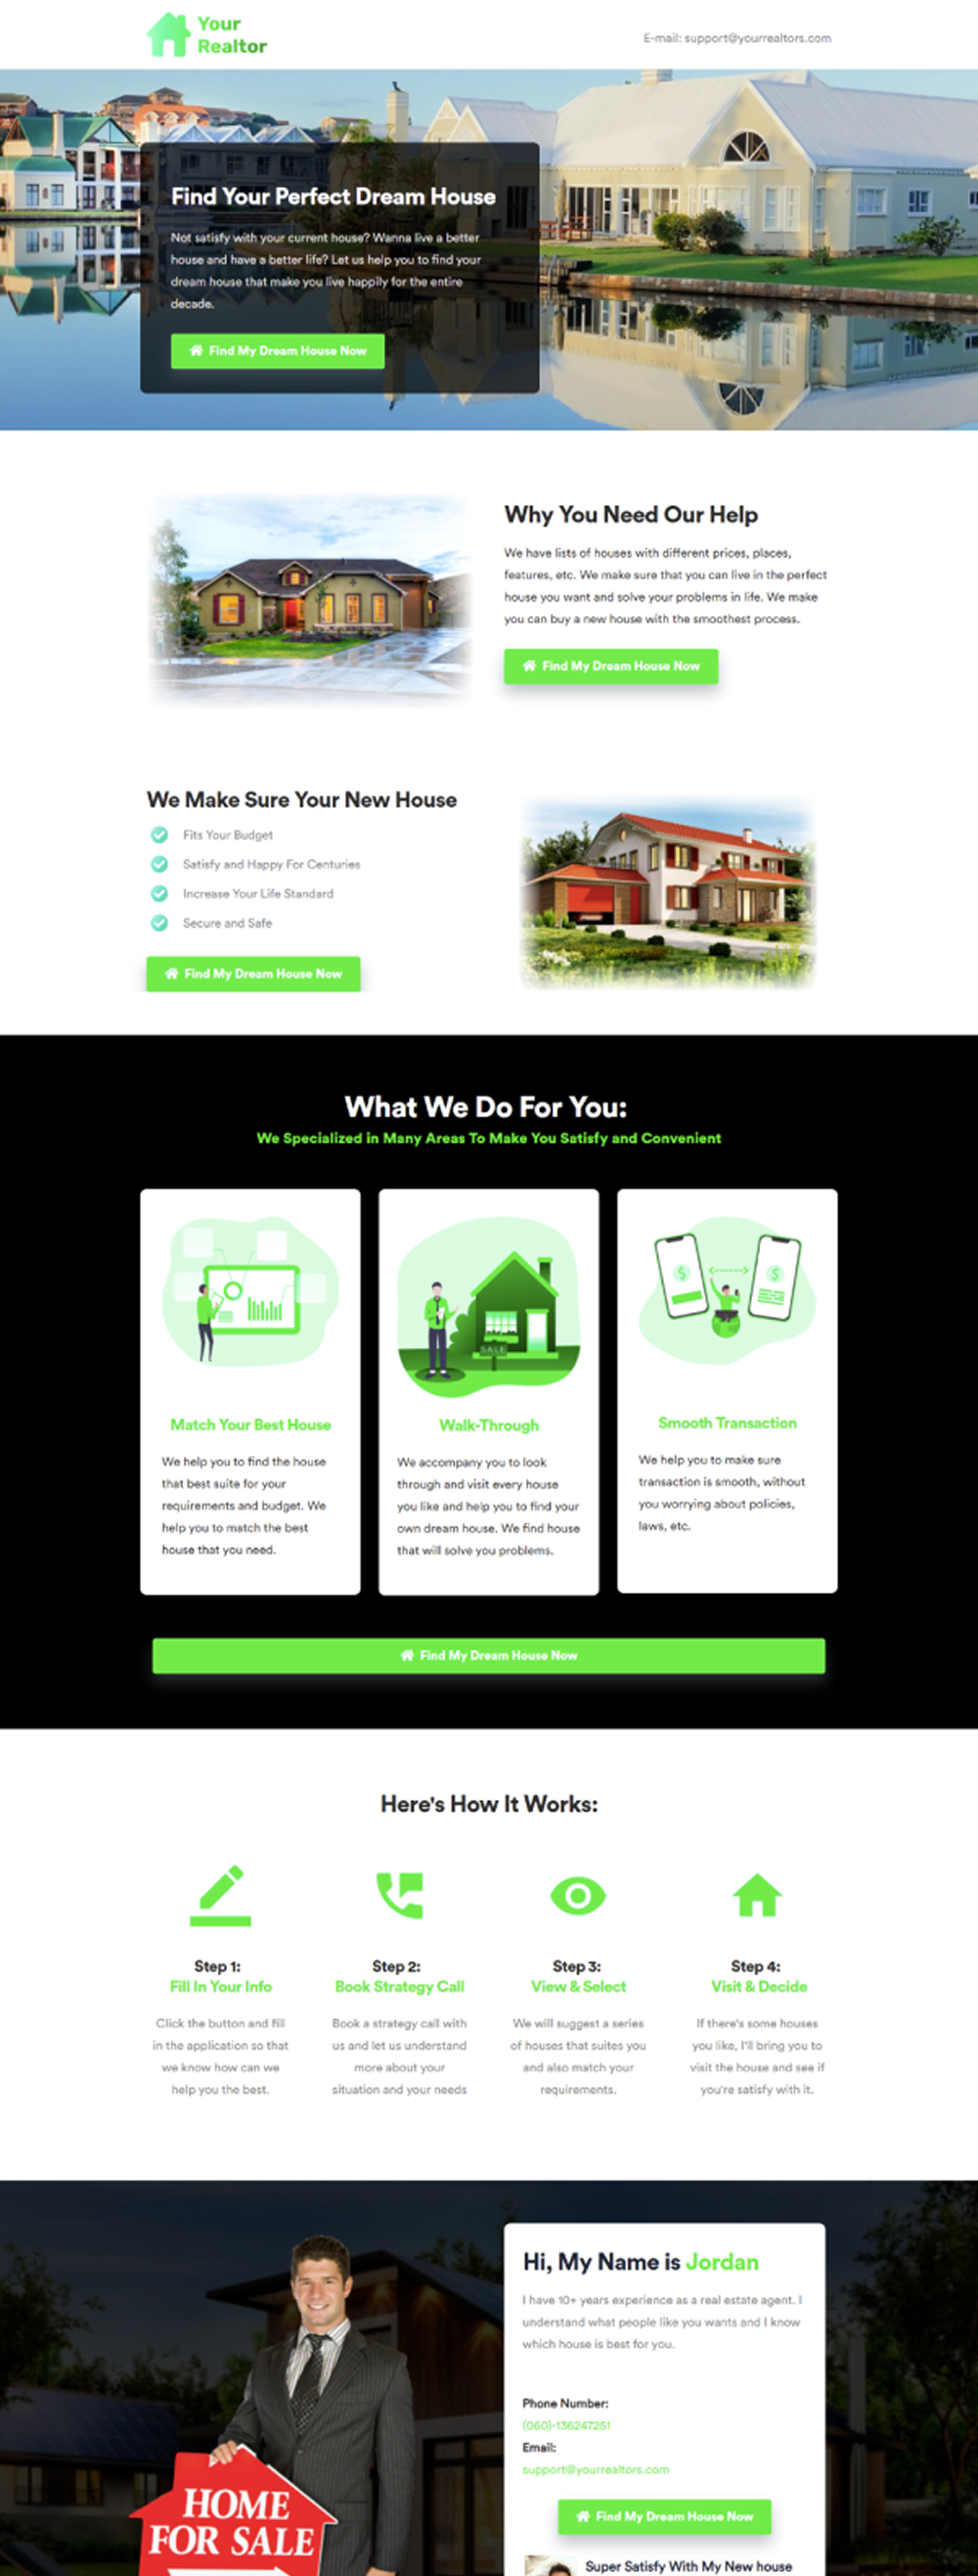 Your
Realtor
E-mail: support@yourrealtors.com
Find Your Perfect Dream House
Not satisfy with your current house? Wanna live a better
house and have a better life? Let us help you to find your
dream house that make you live happily for the entire
decade.
Find My Dream House Now
Why You Need Our Help
We have lists of houses with different prices, places,
features, etc. We make sure that you can live in the perfect
house you want and solve your problems in life. We make
you can buy a new house with the smoothest process.
Find My Dream House Now
We Make Sure Your New House
Fits Your Budget
Satisfy and Happy For Centuries
Increase Your Life Standard
Secure and Safe
Find My Dream House Now
What We Do For You:
We Specialized in Many Areas To Make You Satisfy and Convenient
SALE
$
$
Match Your Best House
We help you to find the house
that best suite for your
requirements and budget. We
help you to match the best
house that you need.
Walk-Through
We accompany you to look
through and visit every house
you like and help you to find your
own dream house. We find house
that will solve you problems.
Smooth Transaction
We help you to make sure
transaction is smooth, without
you worrying about policies,
laws, etc.
Find My Dream House Now
Here's How It Works:
Step 1:
Fill In Your Info
Click the button and fill
in the application so that
we know how can we
help you the best.
Step 2:
Book Strategy Call
Book a strategy call with
us and let us understand
more about your
situation and your needs
Step 3:
View & Select
We will suggest a series
of houses that suites you
and also match your
requirements.
Step 4:
Visit & Decide
If there's some houses
you like, I'll bring you to
visit the house and see if
you're satisfy with it.
HOME
FOR SALE
Hi, My Name is Jordan
I have 10+ years experience as a real estate agent. I
understand what people like you wants and I know
which house is best for you.
Phone Number:
(060)-136247251
Email:
support@yourrealtors.com
Find My Dream House Now
Super Satisfy With My New house